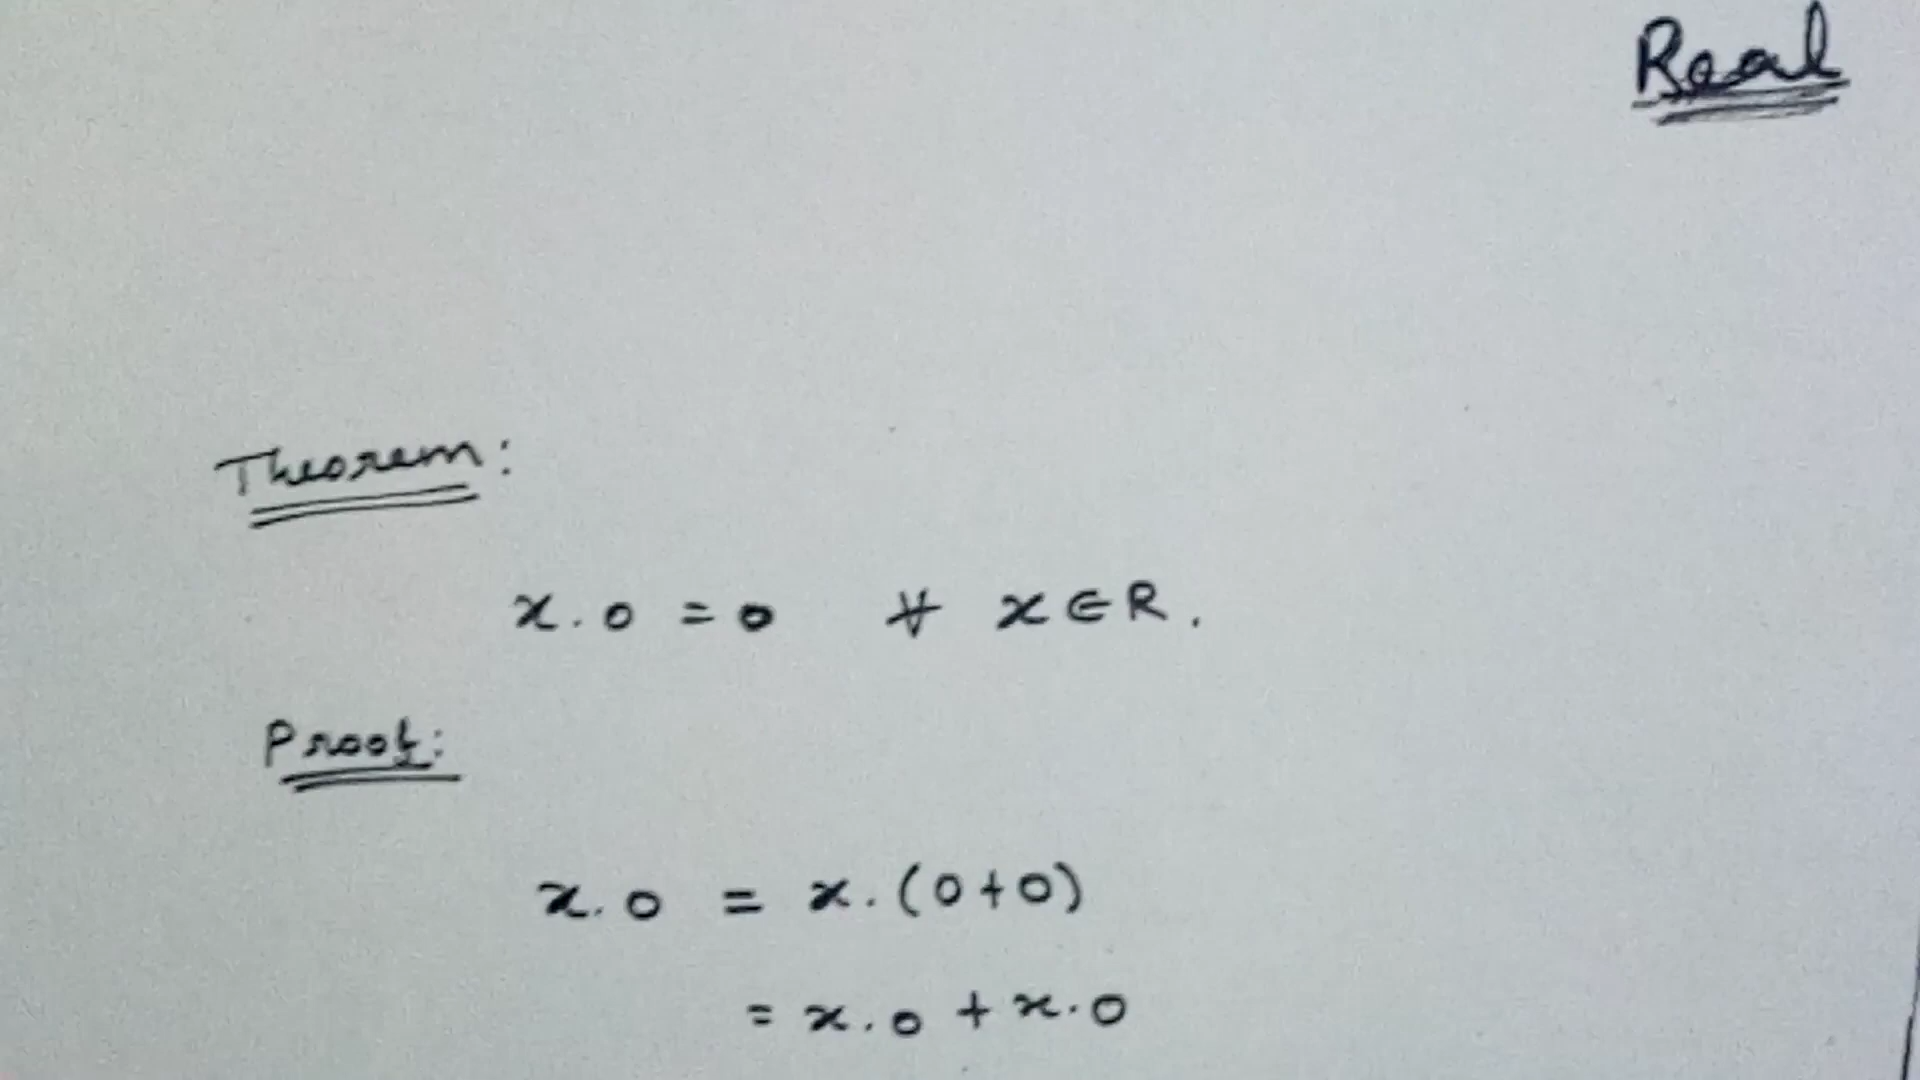 Real
Theorem:
x.0 = 0 ∀ x∈R.
Proof:
x.0 = x.(0+0)
= x.0 + x.0